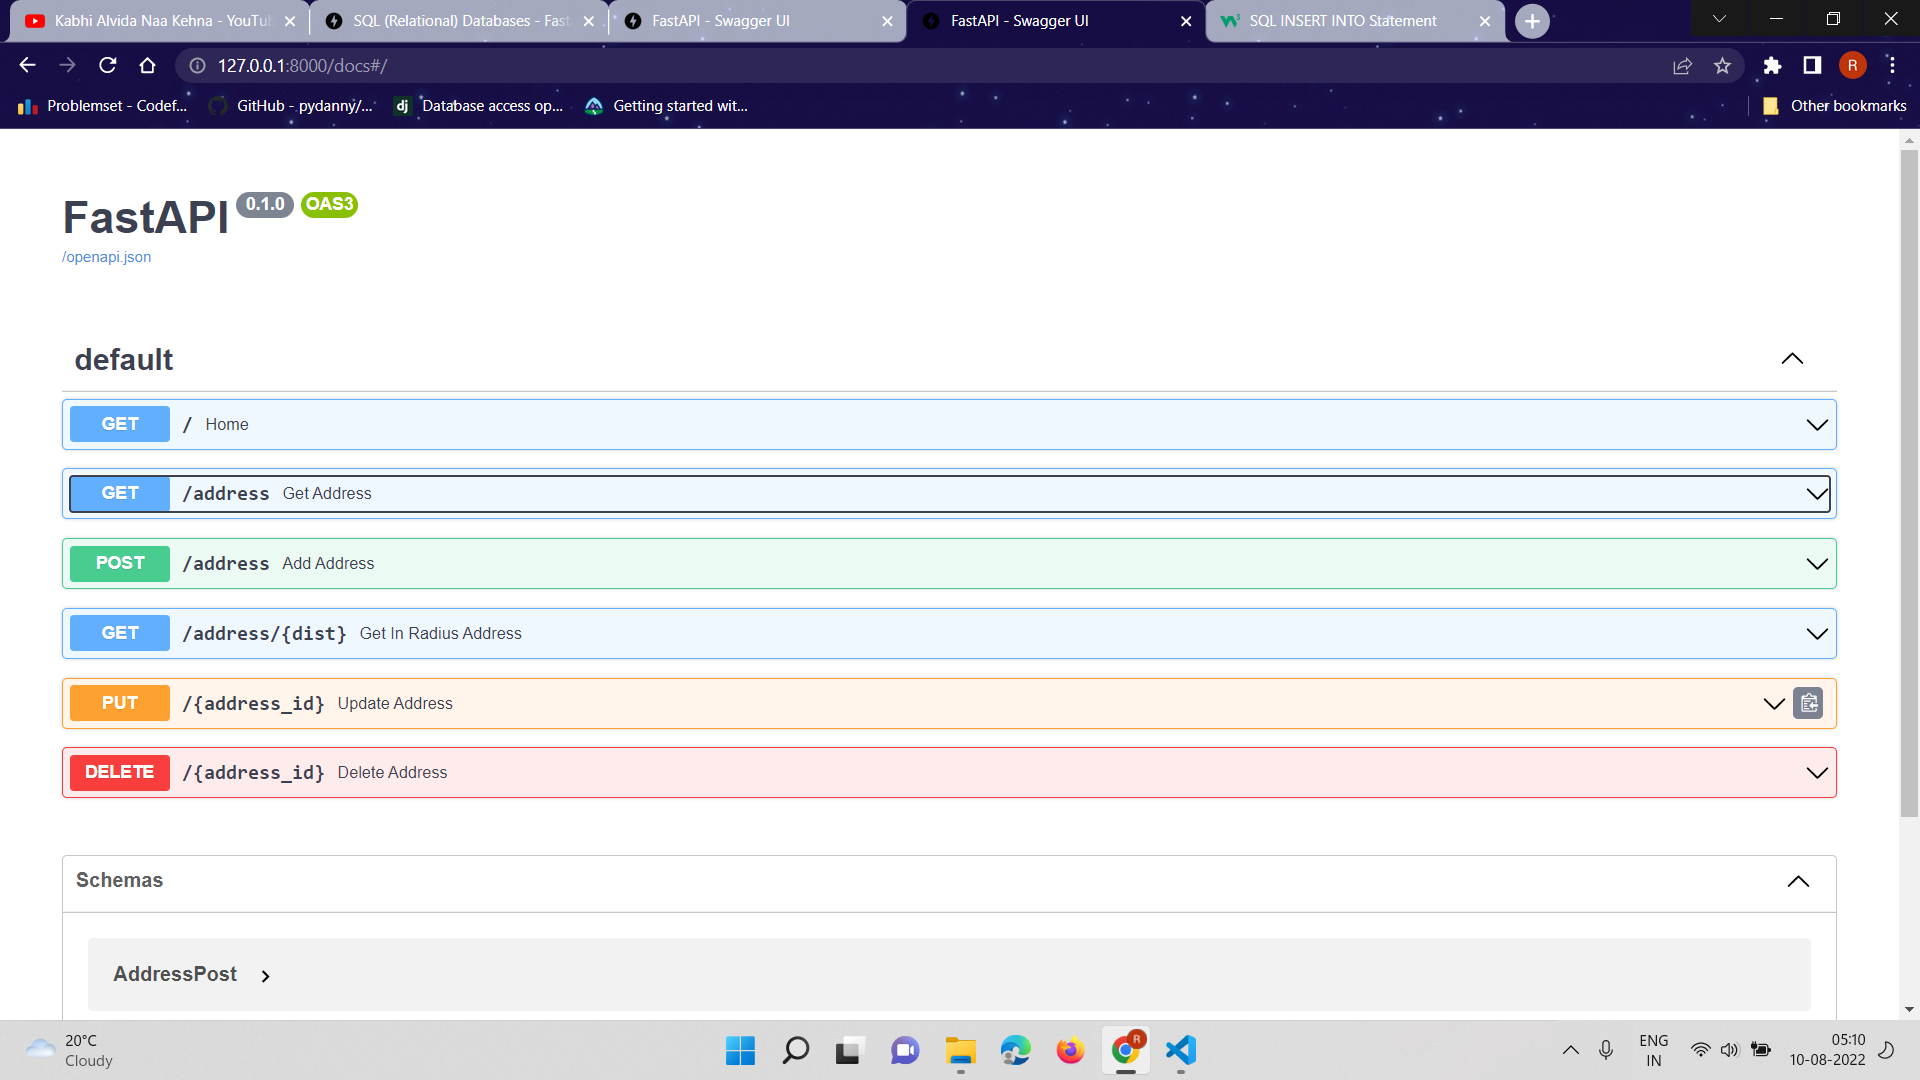 Kabhi Alvida Naa Kehna - YouTu
SQL (Relational) Databases - Fast
FastAPI - Swagger UI
FastAPI - Swagger UI
SQL INSERT INTO Statement
127.0.0.1:8000/docs#/
R
Problemset - Codef...
GitHub - pydanny/...
dj
Database access op...
Getting started wit...
Other bookmarks
FastAPI 0.1.0 OAS3
/openapi.json
default
GET / Home
GET /address Get Address
POST /address Add Address
GET /address/{dist} Get In Radius Address
PUT /{address_id} Update Address
DELETE /{address_id} Delete Address
Schemas
AddressPost
20°C
Cloudy
R
ENG
IN
05:10
10-08-2022